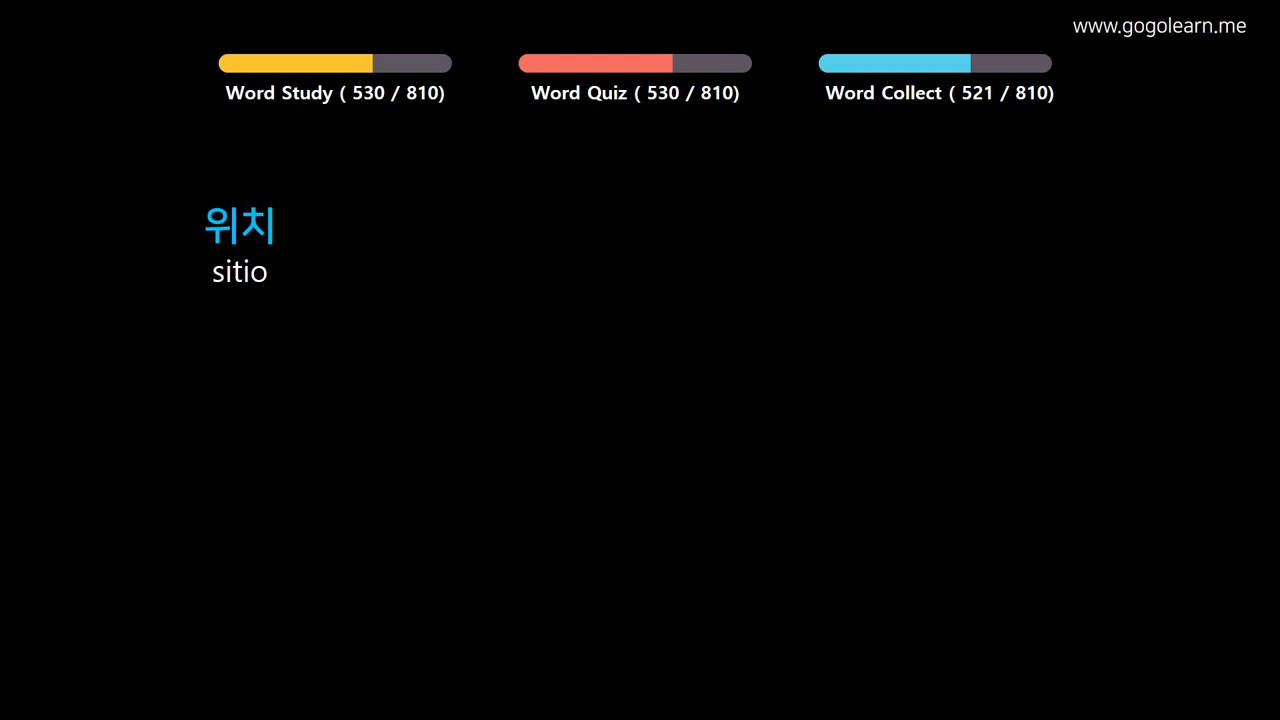 www.gogolearn.me
Word Study ( 530 / 810)
Word Quiz ( 530 / 810)
Word Collect ( 521 / 810)
위치
sitio